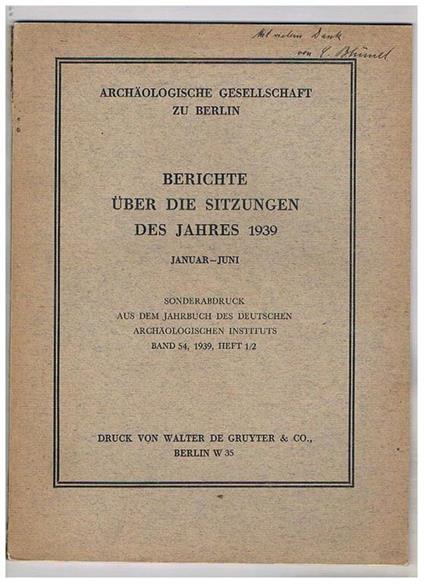 Mit vielem Dank
von C. Blümel
ARCHÄOLOGISCHE GESELLSCHAFT
ZU BERLIN
BERICHTE
ÜBER DIE SITZUNGEN
DES JAHRES 1939
JANUAR–JUNI
SONDERABDRUCK
AUS DEM JAHRBUCH DES DEUTSCHEN
ARCHÄOLOGISCHEN INSTITUTS
BAND 54, 1939, HEFT 1/2
DRUCK VON WALTER DE GRUYTER & CO.,
BERLIN W 35